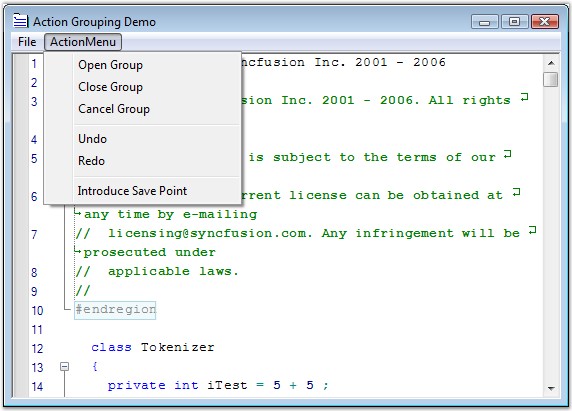 Action Grouping Demo
File ActionMenu
Open Group
Close Group
Cancel Group
Undo
Redo
Introduce Save Point
1 ncfusion Inc. 2001 - 2006
2
3 sion Inc. 2001 - 2006. All rights
4
5 is subject to the terms of our
6 rrent license can be obtained at
any time by e-mailing
7 // licensing@syncfusion.com. Any infringement will be
prosecuted under
8 // applicable laws.
9 //
10 #endregion
11
12 class Tokenizer
13 {
14 private int iTest = 5 + 5 ;